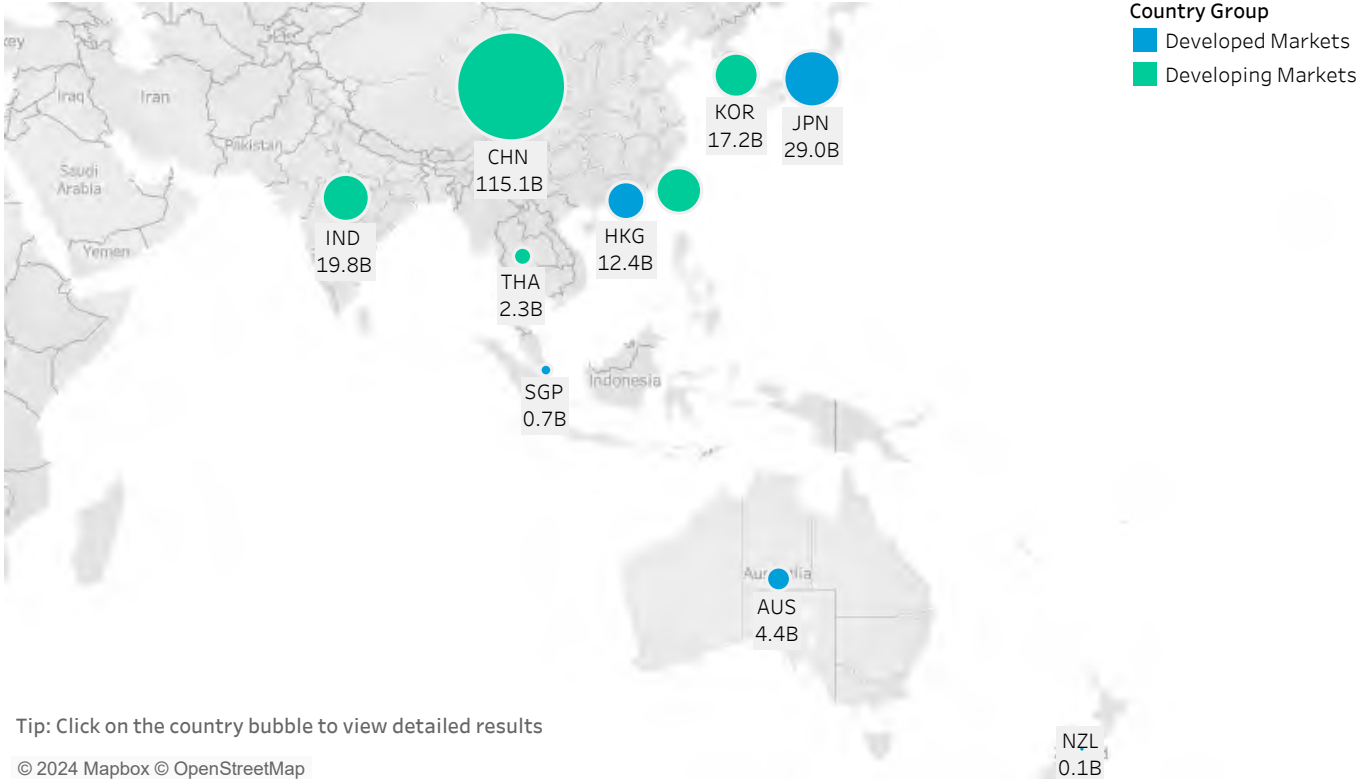 Country Group
Developed Markets
Developing Markets
Iraq
Iran
Pakistan
Saudi
Arabia
Yemen
CHN
115.1B
KOR
17.2B
JPN
29.0B
IND
19.8B
HKG
12.4B
THA
2.3B
SGP
0.7B
Indonesia
AUS
4.4B
NZL
0.1B
Tip: Click on the country bubble to view detailed results
© 2024 Mapbox © OpenStreetMap